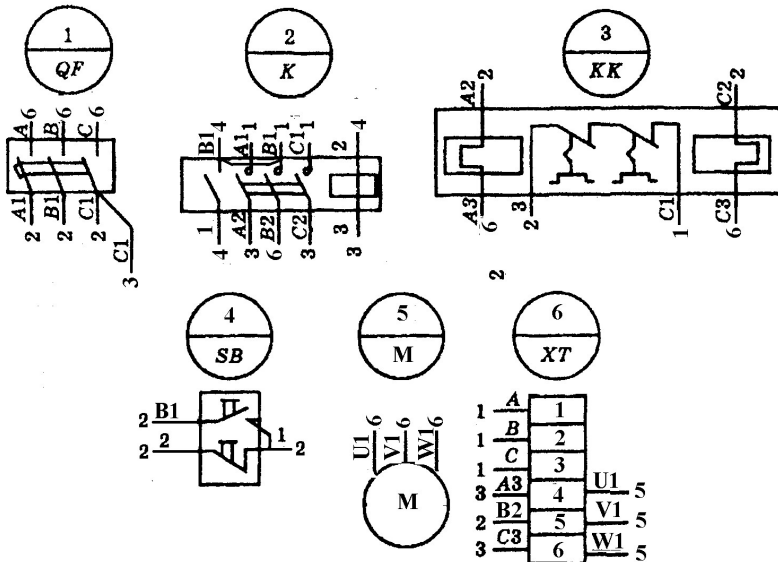 1
QF
2
K
3
KK
A 6
B 6
C 6
A1 2
B1 2
C1 2
C1 3
B1 4
A1 1
B1 1
C1 1
2 4
1 4
A2 3
B2 6
C2 3
3 3
A2 2
C2 2
A3 6
3 2
C1 1
C3 6
2
4
SB
5
M
6
XT
2 B1
2 2
1 2
U1 6
V1 6
W1 6
M
1 A 1
1 B 2
1 C 3
3 A3 4 U1 5
2 B2 5 V1 5
3 C3 6 W1 5